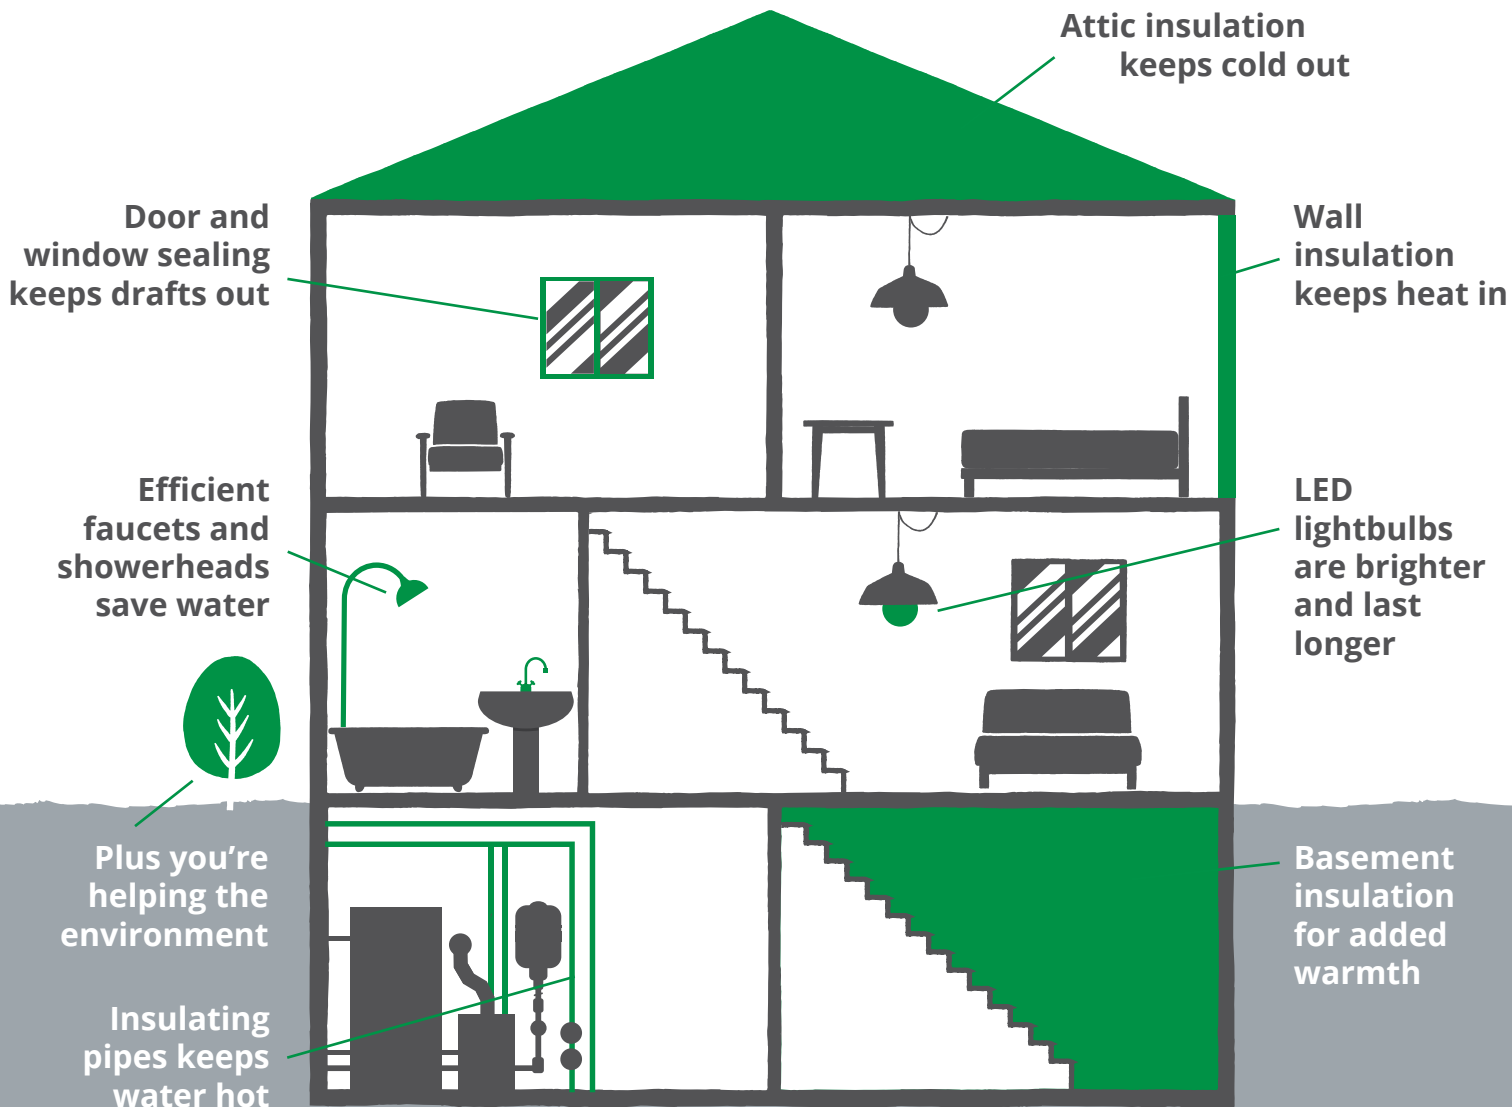 Attic insulation
keeps cold out
Door and
window sealing
keeps drafts out
Wall
insulation
keeps heat in
Efficient
faucets and
showerheads
save water
LED
lightbulbs
are brighter
and last
longer
Plus you’re
helping the
environment
Basement
insulation
for added
warmth
Insulating
pipes keeps
water hot